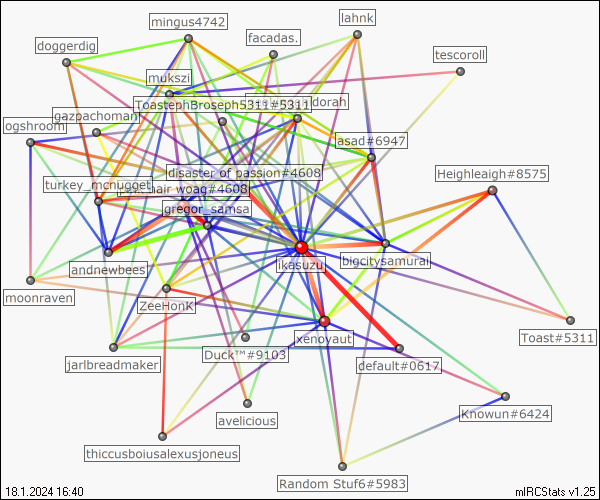 mingus4742
lahnk
facadas.
doggerdig
tescoroll
mukszi
ToastephBroseph5311#5311
dorah
gazpachoman
ogshroom
asad#6947
disaster of passion#4608
Heighleaigh#8575
turkey_mcnugget
hair woag#4608
gregor_samsa
ikasuzu
bigcitysamurai
andnewbees
moonraven
ZeeHonK
xenoyaut
Toast#5311
Duck™#9103
jarlbreadmaker
default#0617
avelicious
Knowun#6424
thiccusboiusalexusjoneus
Random Stuf6#5983
18.1.2024 16:40
mIRCStats v1.25